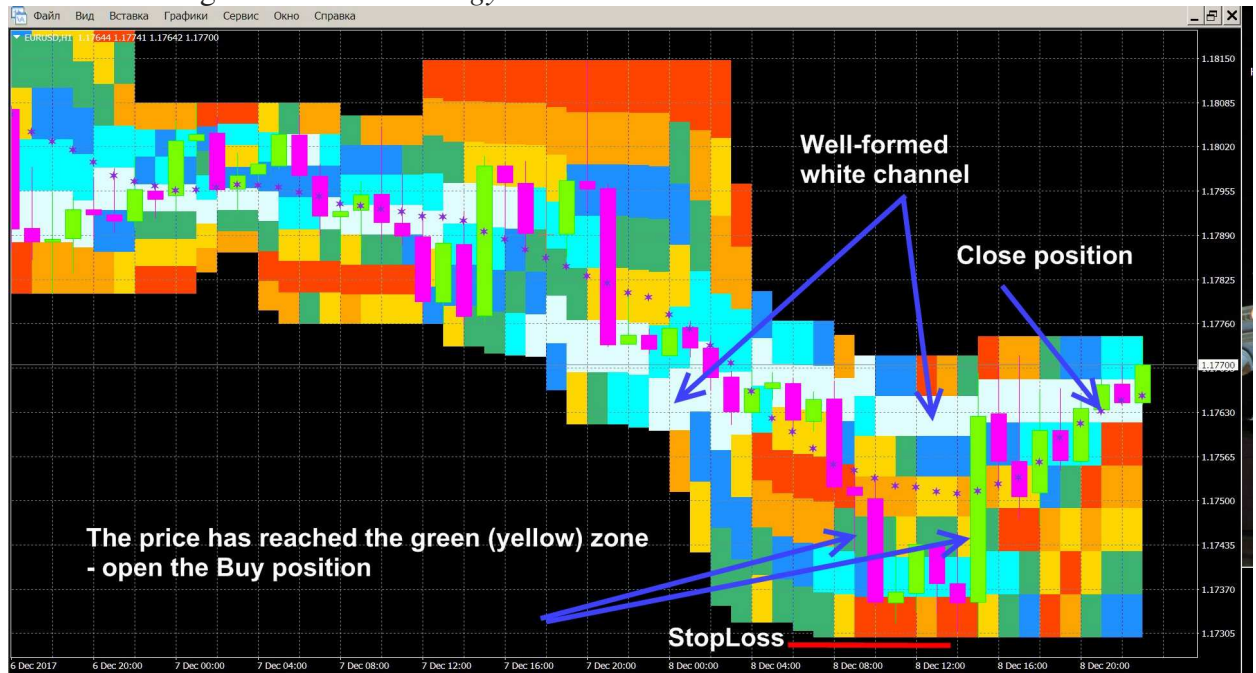 Файл Вид Вставка Графики Сервис Окно Справка
EURUSD,H1 1.17644 1.17741 1.17642 1.17700
1.18150
1.18085
Well-formed
white channel
1.18020
1.17955
1.17890
Close position
1.17825
1.17760
1.17700
1.17630
1.17565
1.17500
The price has reached the green (yellow) zone
- open the Buy position
1.17435
1.17370
1.17305
StopLoss
6 Dec 2017 6 Dec 20:00 7 Dec 00:00 7 Dec 04:00 7 Dec 08:00 7 Dec 12:00 7 Dec 16:00 7 Dec 20:00 8 Dec 00:00 8 Dec 04:00 8 Dec 08:00 8 Dec 12:00 8 Dec 16:00 8 Dec 20:00